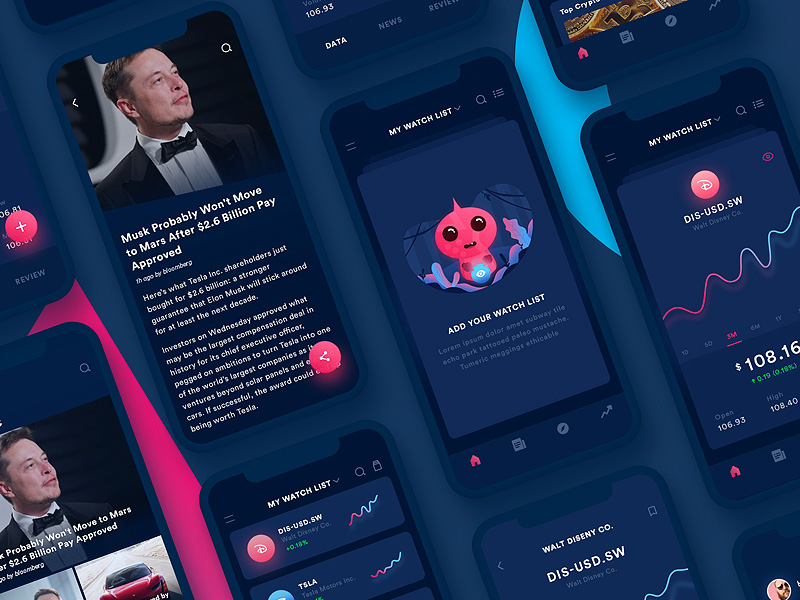 106.93
DATA
NEWS
REVIEW
Top Crypto
106.81
REVIEW
Musk Probably Won't Move
to Mars After $2.6 Billion Pay
Approved
1h ago by bloomberg
Here's what Tesla Inc. shareholders just
bought for $2.6 billion: a stronger
guarantee that Elon Musk will stick around
for at least the next decade.
Investors on Wednesday approved what
may be the largest compensation deal in
history for its chief executive officer,
pegged on ambitions to turn Tesla into one
of the world's largest companies as it
ventures beyond solar panels and
cars. If successful, the award could
being worth Tesla.
MY WATCH LIST
ADD YOUR WATCH LIST
Lorem ipsum dolor amet subway tile
echo park tattooed paleo mustache.
Tumeric meggings ethicable
MY WATCH LIST
DIS-USD.SW
Walt Disney Co.
1D
5D
3M
6M
1Y
$ 108.16
0.19 (0.18%)
Open
106.93
High
108.40
Probably Won't Move to Mars
$2.6 Billion Pay Approved
ago by bloomberg
MY WATCH LIST
DIS-USD.SW
Walt Disney Co.
+0.18%
TSLA
Tesla Motors Inc.
WALT DISENY CO.
DIS-USD.SW
Walt Disney Co.